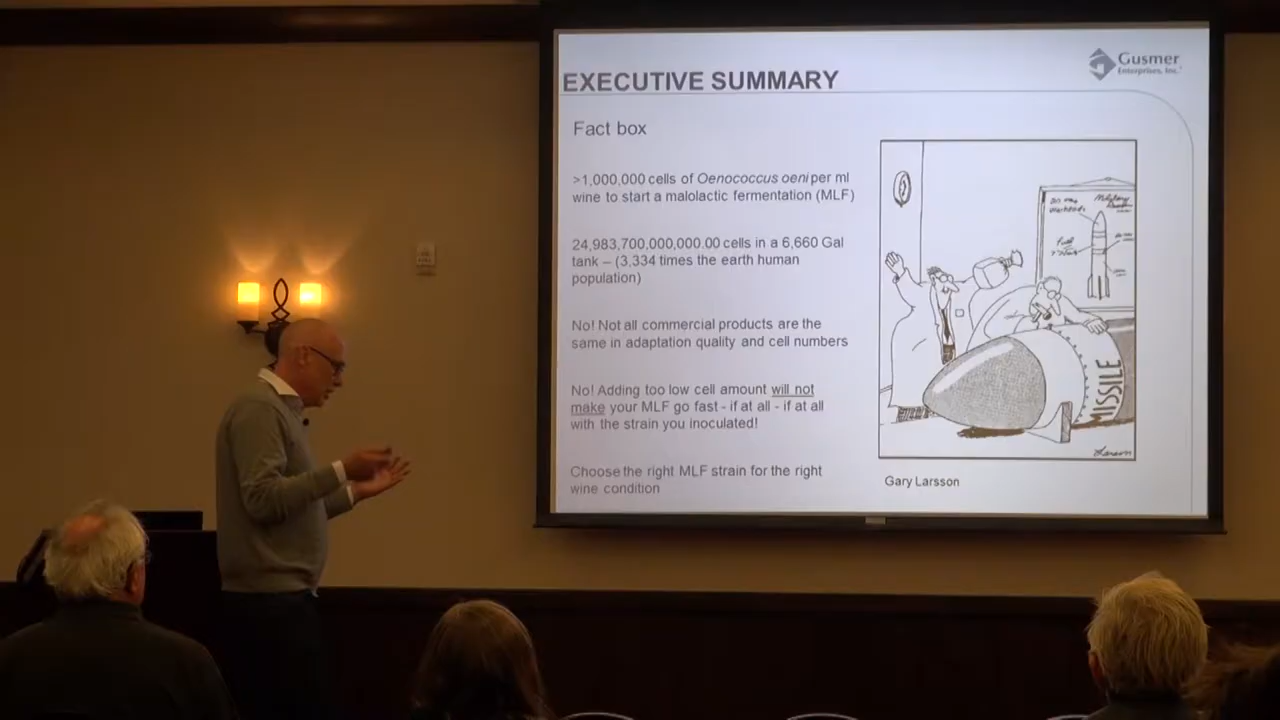 Gusmer
Enterprises, Inc.
EXECUTIVE SUMMARY
Fact box
>1,000,000 cells of Oenococcus oeni per ml
wine to start a malolactic fermentation (MLF)
24,983,700,000,000.00 cells in a 6,660 Gal
tank – (3,334 times the earth human
population)
No! Not all commercial products are the
same in adaptation quality and cell numbers
No! Adding too low cell amount will not
make your MLF go fast - if at all - if at all
with the strain you inoculated!
Choose the right MLF strain for the right
wine condition
MISSILE
Larson
Gary Larsson